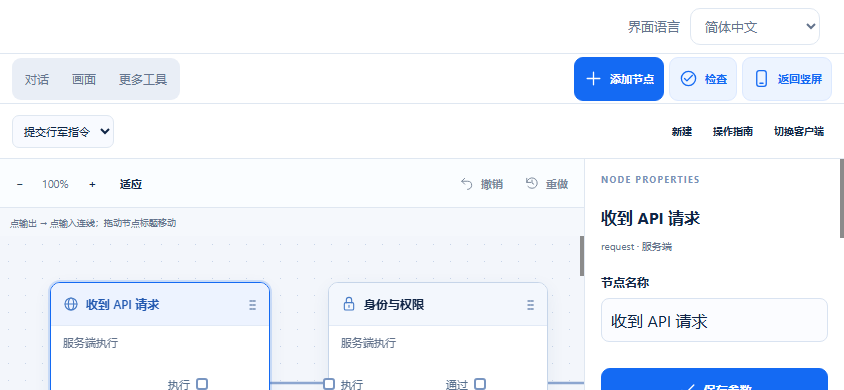 界面语言 简体中文
对话 画面 更多工具 添加节点 检查 返回竖屏
提交行军指令 新建 操作指南 切换客户端
− 100% + 适应 撤销 重做
点输出 → 点输入连线；拖动节点标题移动
NODE PROPERTIES
收到 API 请求
request · 服务端
节点名称
收到 API 请求
保存参数
收到 API 请求
服务端执行
执行
身份与权限
服务端执行
执行 通过